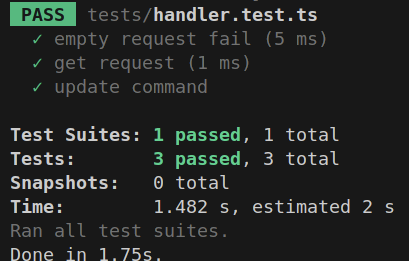 PASS tests/handler.test.ts
✓ empty request fail (5 ms)
✓ get request (1 ms)
✓ update command
Test Suites: 1 passed, 1 total
Tests: 3 passed, 3 total
Snapshots: 0 total
Time: 1.482 s, estimated 2 s
Ran all test suites.
Done in 1.75s.